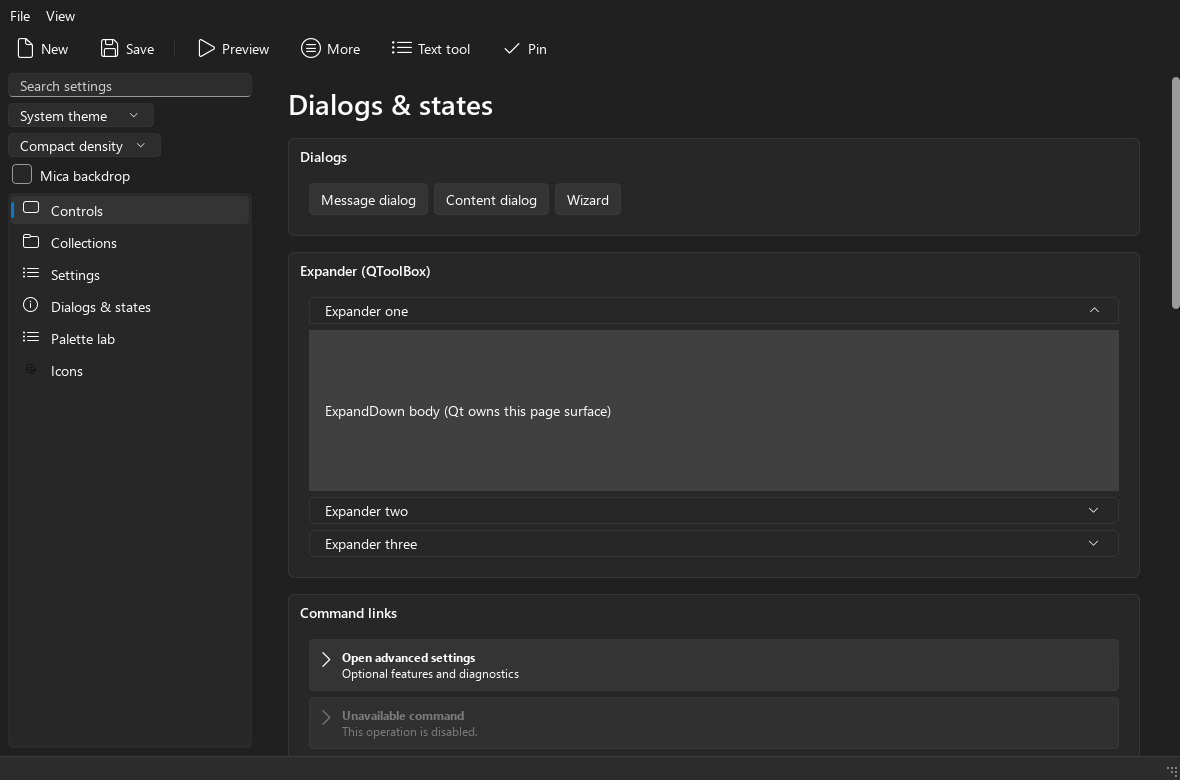 File View
New Save Preview More Text tool Pin
Search settings
System theme
Compact density
Mica backdrop
Controls
Collections
Settings
Dialogs & states
Palette lab
Icons
Dialogs & states
Dialogs
Message dialog Content dialog Wizard
Expander (QToolBox)
Expander one
ExpandDown body (Qt owns this page surface)
Expander two
Expander three
Command links
Open advanced settings
Optional features and diagnostics
Unavailable command
This operation is disabled.